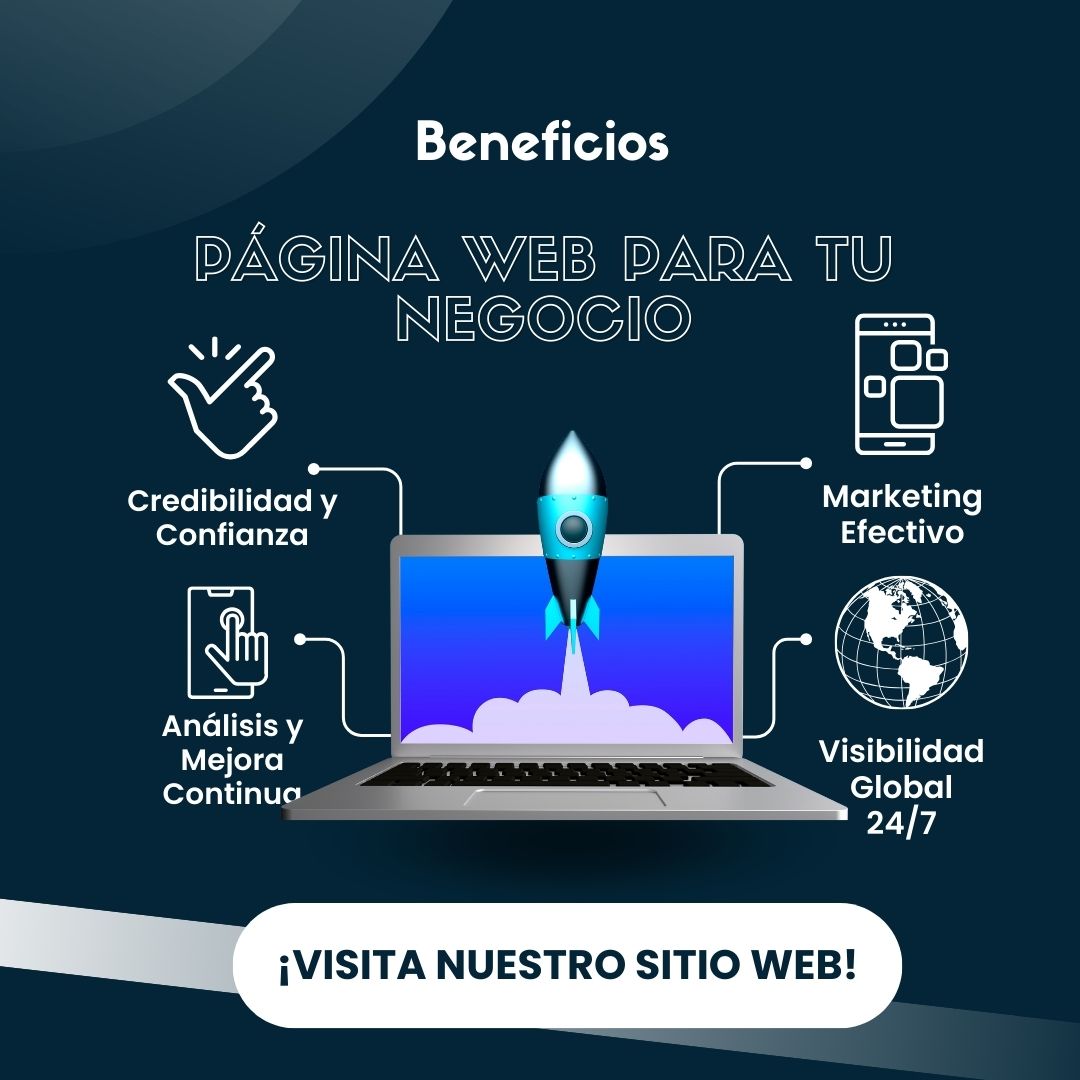 Beneficios
PÁGINA WEB PARA TU
NEGOCIO
Credibilidad y
Confianza
Marketing
Efectivo
Análisis y
Mejora
Continua
Visibilidad
Global
24/7
¡VISITA NUESTRO SITIO WEB!